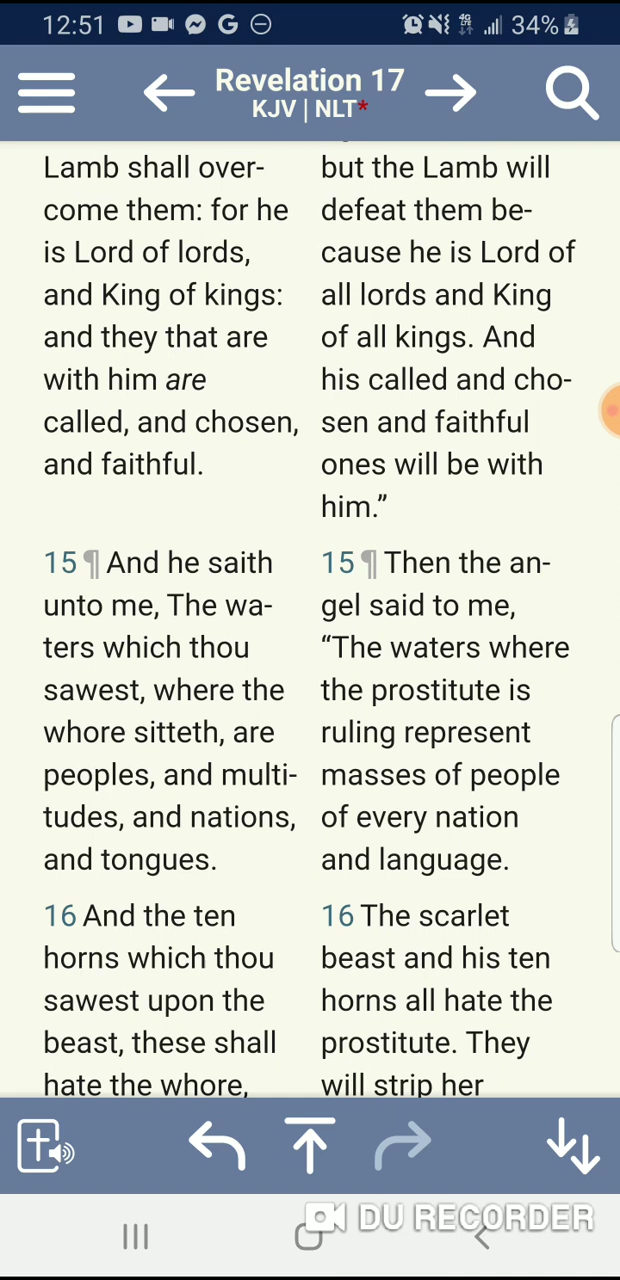 12:51 G 4G 34%
Revelation 17
KJV | NLT*
Lamb shall over-
come them: for he
is Lord of lords,
and King of kings:
and they that are
with him are
called, and chosen,
and faithful.
15 ¶ And he saith
unto me, The wa-
ters which thou
sawest, where the
whore sitteth, are
peoples, and multi-
tudes, and nations,
and tongues.
16 And the ten
horns which thou
sawest upon the
beast, these shall
hate the whore,
but the Lamb will
defeat them be-
cause he is Lord of
all lords and King
of all kings. And
his called and cho-
sen and faithful
ones will be with
him.”
15 ¶ Then the an-
gel said to me,
“The waters where
the prostitute is
ruling represent
masses of people
of every nation
and language.
16 The scarlet
beast and his ten
horns all hate the
prostitute. They
will strip her
DU RECORDER